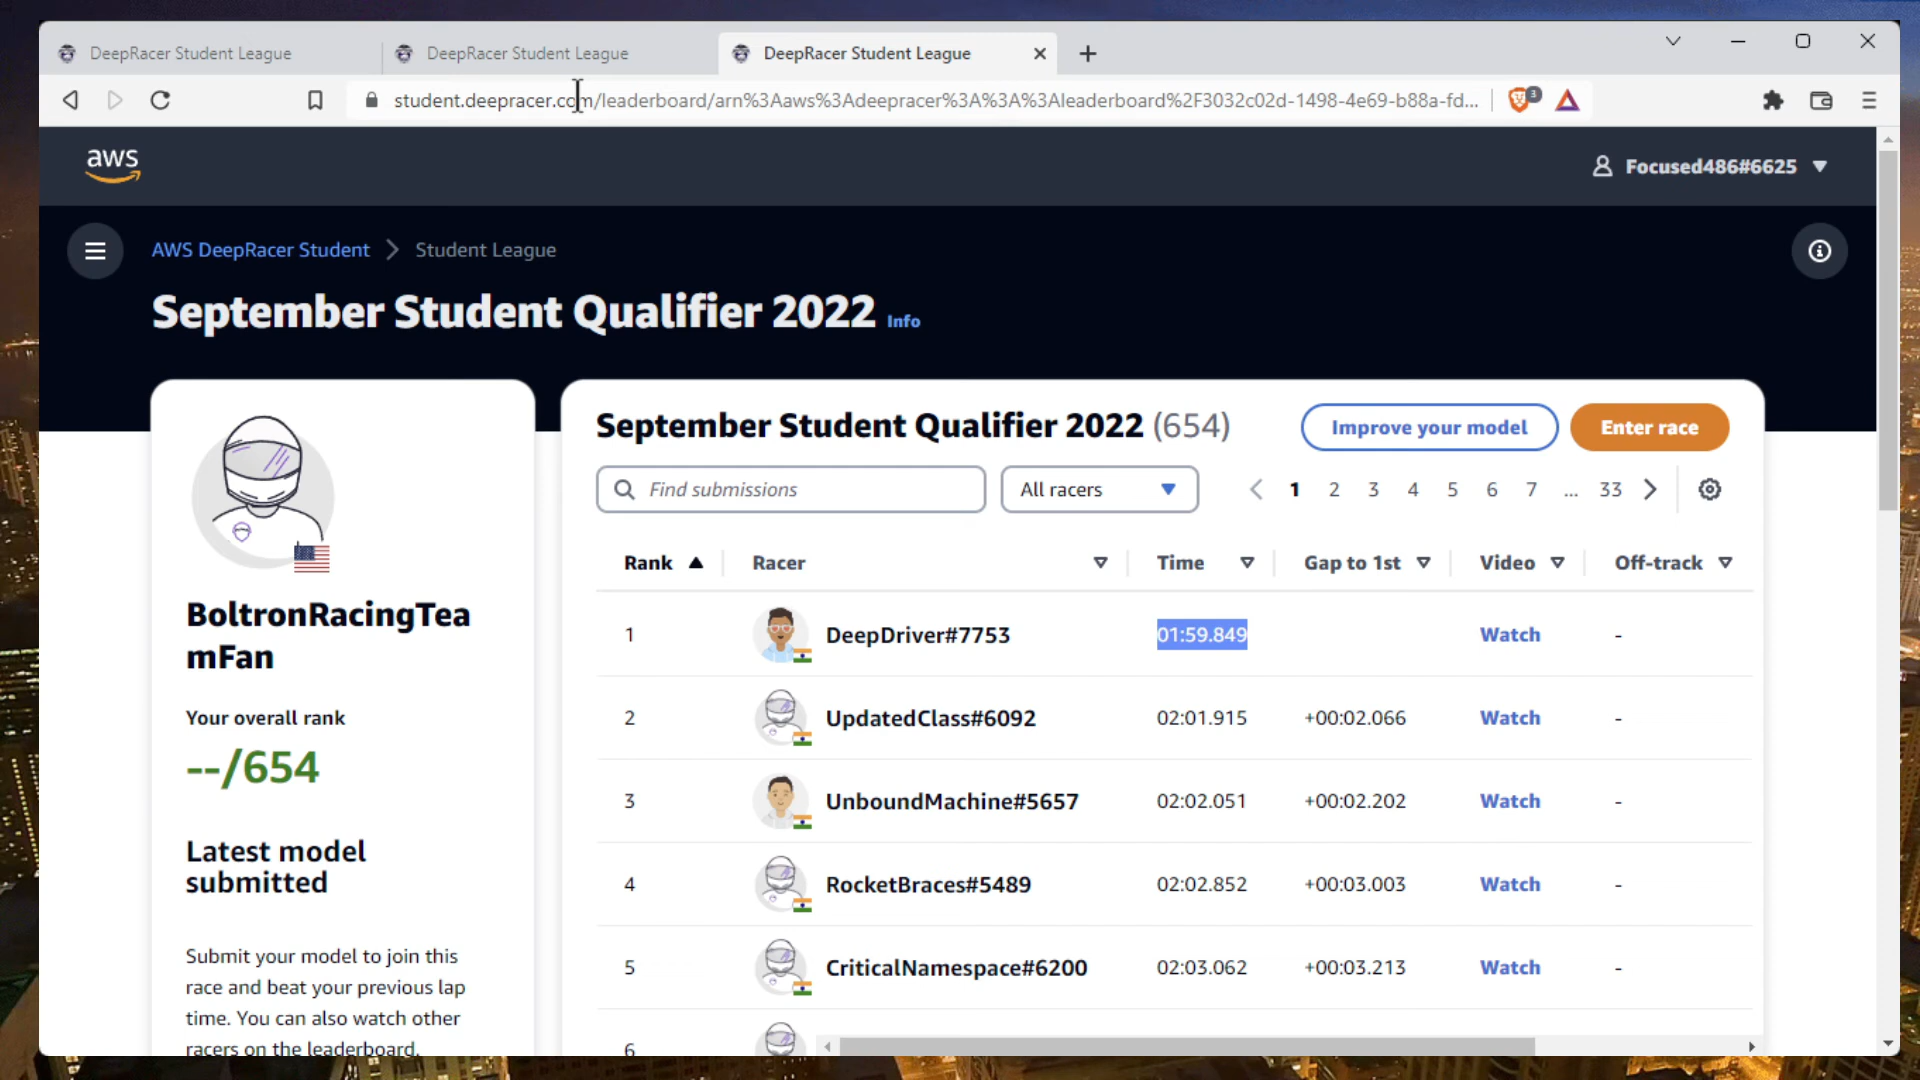 DeepRacer Student League
DeepRacer Student League
DeepRacer Student League
student.deepracer.com/leaderboard/arn%3Aaws%3Adeepracer%3A%3A%3Aleaderboard%2F3032c02d-1498-4e69-b88a-fd...
3
aws
Focused486#6625
AWS DeepRacer Student > Student League
September Student Qualifier 2022 Info
BoltronRacingTea
mFan
Your overall rank
--/654
Latest model
submitted
Submit your model to join this
race and beat your previous lap
time. You can also watch other
racers on the leaderboard.
September Student Qualifier 2022 (654)
Improve your model
Enter race
Find submissions
All racers
1 2 3 4 5 6 7 ... 33
Rank Racer Time Gap to 1st Video Off-track
1 DeepDriver#7753 01:59.849 Watch -
2 UpdatedClass#6092 02:01.915 +00:02.066 Watch -
3 UnboundMachine#5657 02:02.051 +00:02.202 Watch -
4 RocketBraces#5489 02:02.852 +00:03.003 Watch -
5 CriticalNamespace#6200 02:03.062 +00:03.213 Watch -
6